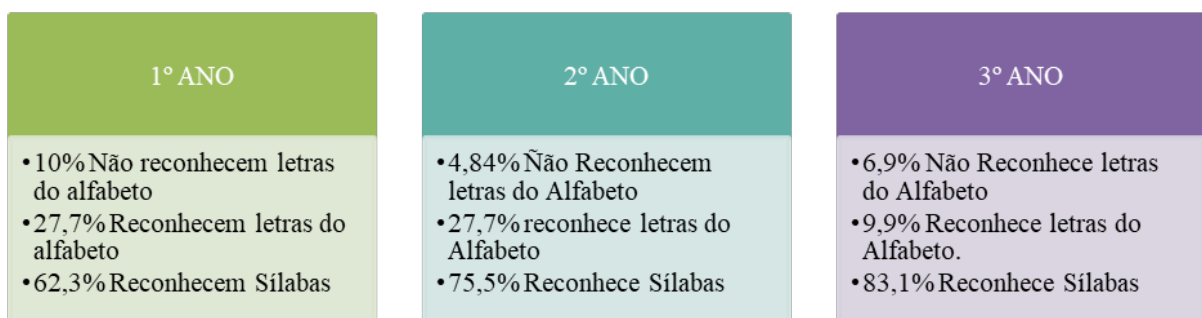 1º ANO
•10% Não reconhecem letras
do alfabeto
•27,7% Reconhecem letras do
alfabeto
•62,3% Reconhecem Sílabas
2º ANO
•4,84% Ñão Reconhecem
letras do Alfabeto
•27,7% reconhece letras do
Alfabeto
•75,5% Reconhece Sílabas
3º ANO
•6,9% Não Reconhece letras
do Alfabeto
•9,9% Reconhece letras do
Alfabeto.
•83,1% Reconhece Sílabas